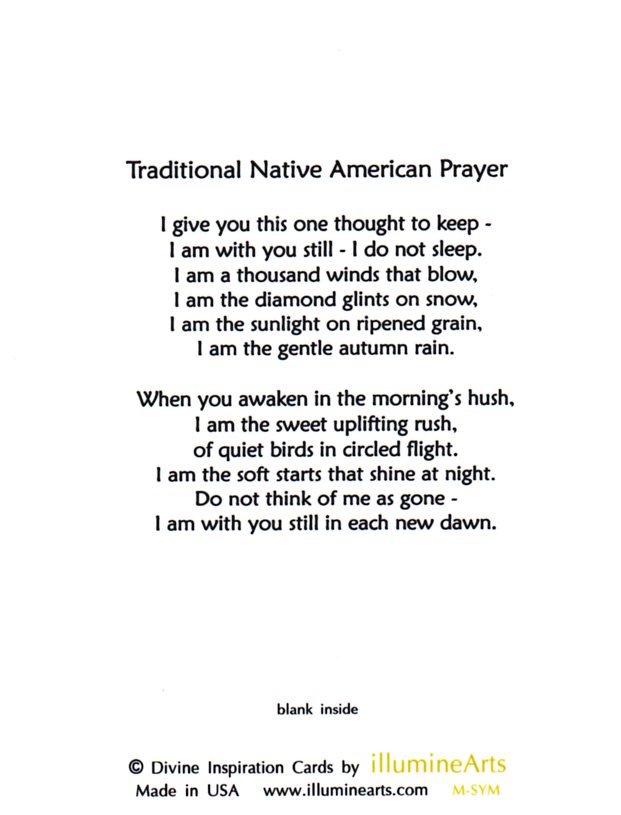 Traditional Native American Prayer
I give you this one thought to keep -
I am with you still - I do not sleep.
I am a thousand winds that blow,
I am the diamond glints on snow,
I am the sunlight on ripened grain,
I am the gentle autumn rain.
When you awaken in the morning's hush,
I am the sweet uplifting rush,
of quiet birds in circled flight.
I am the soft starts that shine at night.
Do not think of me as gone -
I am with you still in each new dawn.
blank inside
© Divine Inspiration Cards by illumineArts
Made in USA www.illuminearts.com M-SYM